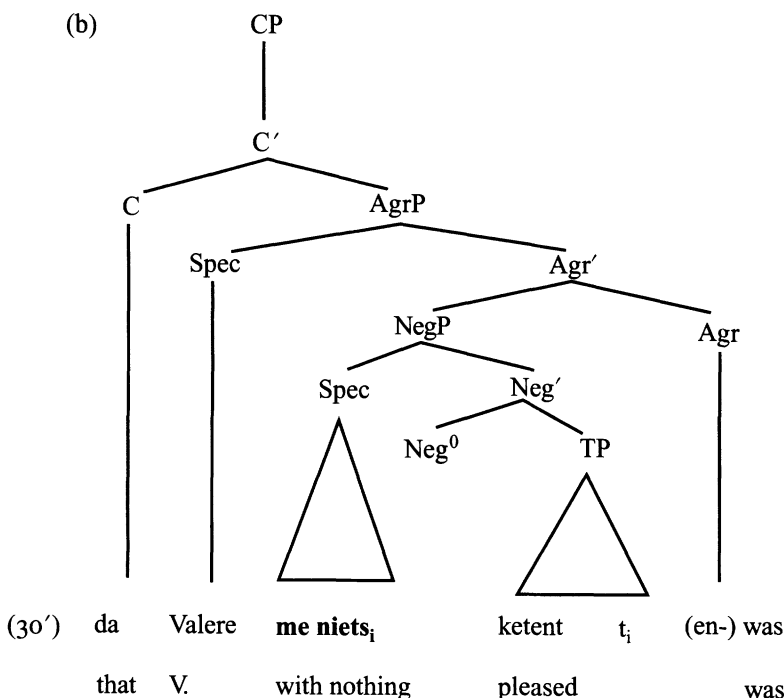 (b) CP
C′
C AgrP
Spec Agr′
NegP Agr
Spec Neg′
Neg⁰ TP
(30′) da Valere me nietsᵢ ketent tᵢ (en-) was
that V. with nothing pleased was